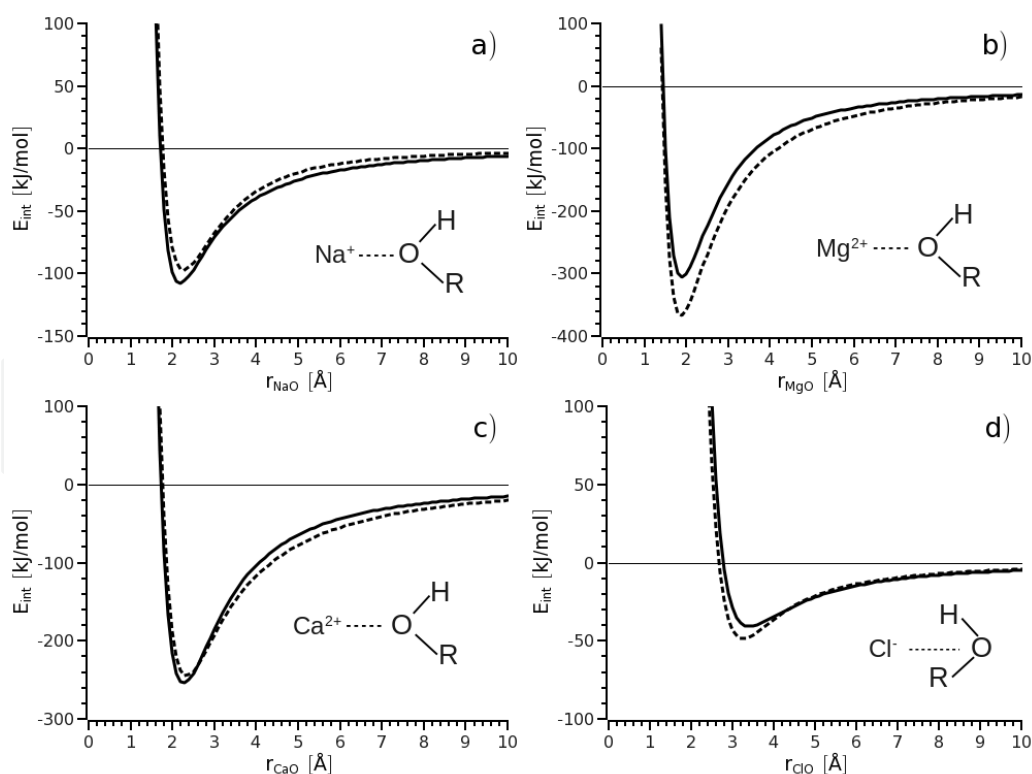 a)
100
50
0
-50
-100
-150
E_int [kJ/mol]
Na⁺
O
H
R
0 1 2 3 4 5 6 7 8 9 10
r_NaO [Å]
b)
100
0
-100
-200
-300
-400
E_int [kJ/mol]
Mg²⁺
O
H
R
0 1 2 3 4 5 6 7 8 9 10
r_MgO [Å]
c)
100
0
-100
-200
-300
E_int [kJ/mol]
Ca²⁺
O
H
R
0 1 2 3 4 5 6 7 8 9 10
r_CaO [Å]
d)
100
50
0
-50
-100
E_int [kJ/mol]
H
Cl⁻
O
R
0 1 2 3 4 5 6 7 8 9 10
r_ClO [Å]